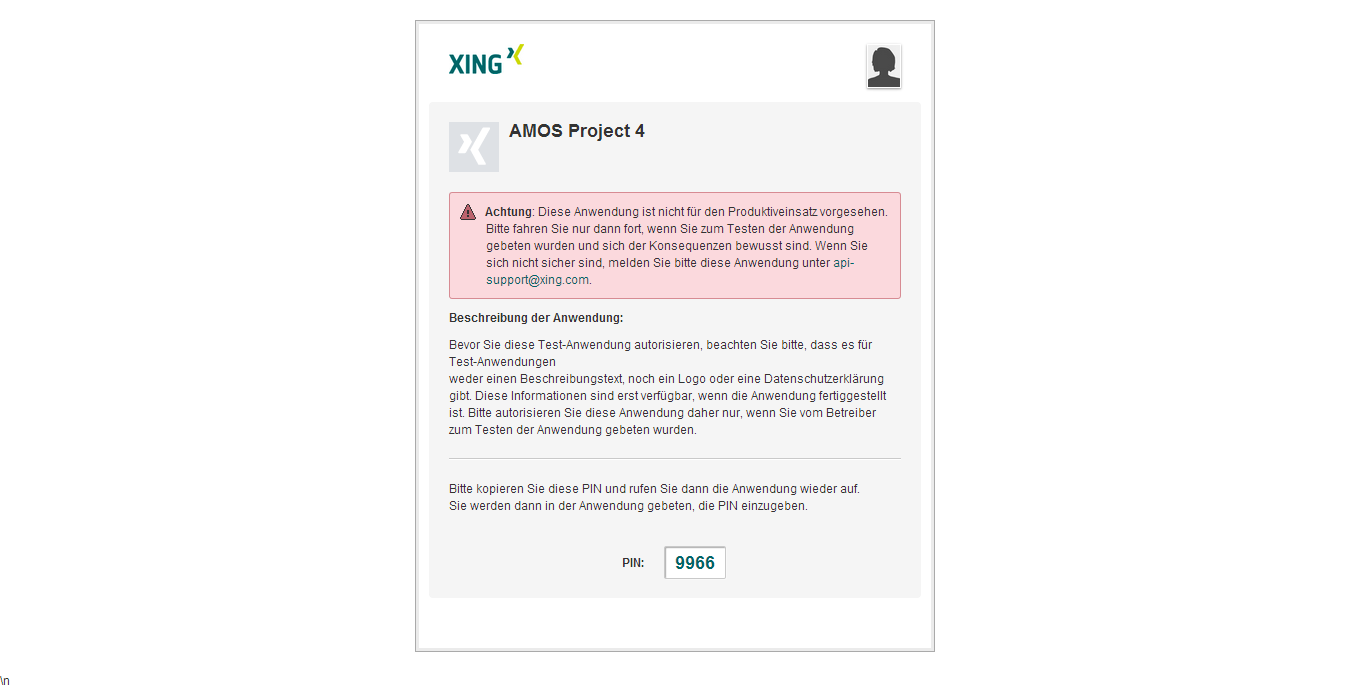 XING
AMOS Project 4
Achtung: Diese Anwendung ist nicht für den Produktiveinsatz vorgesehen.
Bitte fahren Sie nur dann fort, wenn Sie zum Testen der Anwendung
gebeten wurden und sich der Konsequenzen bewusst sind. Wenn Sie
sich nicht sicher sind, melden Sie bitte diese Anwendung unter api-
support@xing.com.
Beschreibung der Anwendung:
Bevor Sie diese Test-Anwendung autorisieren, beachten Sie bitte, dass es für
Test-Anwendungen
weder einen Beschreibungstext, noch ein Logo oder eine Datenschutzerklärung
gibt. Diese Informationen sind erst verfügbar, wenn die Anwendung fertiggestellt
ist. Bitte autorisieren Sie diese Anwendung daher nur, wenn Sie vom Betreiber
zum Testen der Anwendung gebeten wurden.
Bitte kopieren Sie diese PIN und rufen Sie dann die Anwendung wieder auf.
Sie werden dann in der Anwendung gebeten, die PIN einzugeben.
PIN: 9966
\n